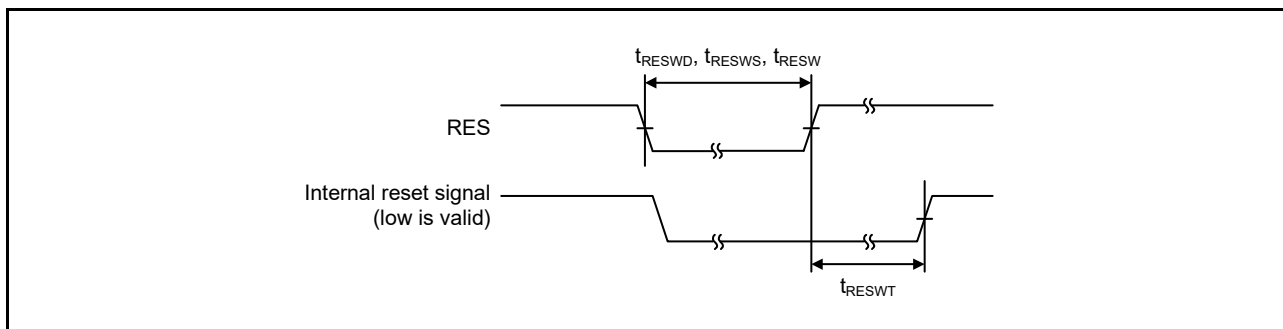 tRESWD, tRESWS, tRESW
RES
Internal reset signal
(low is valid)
tRESWT